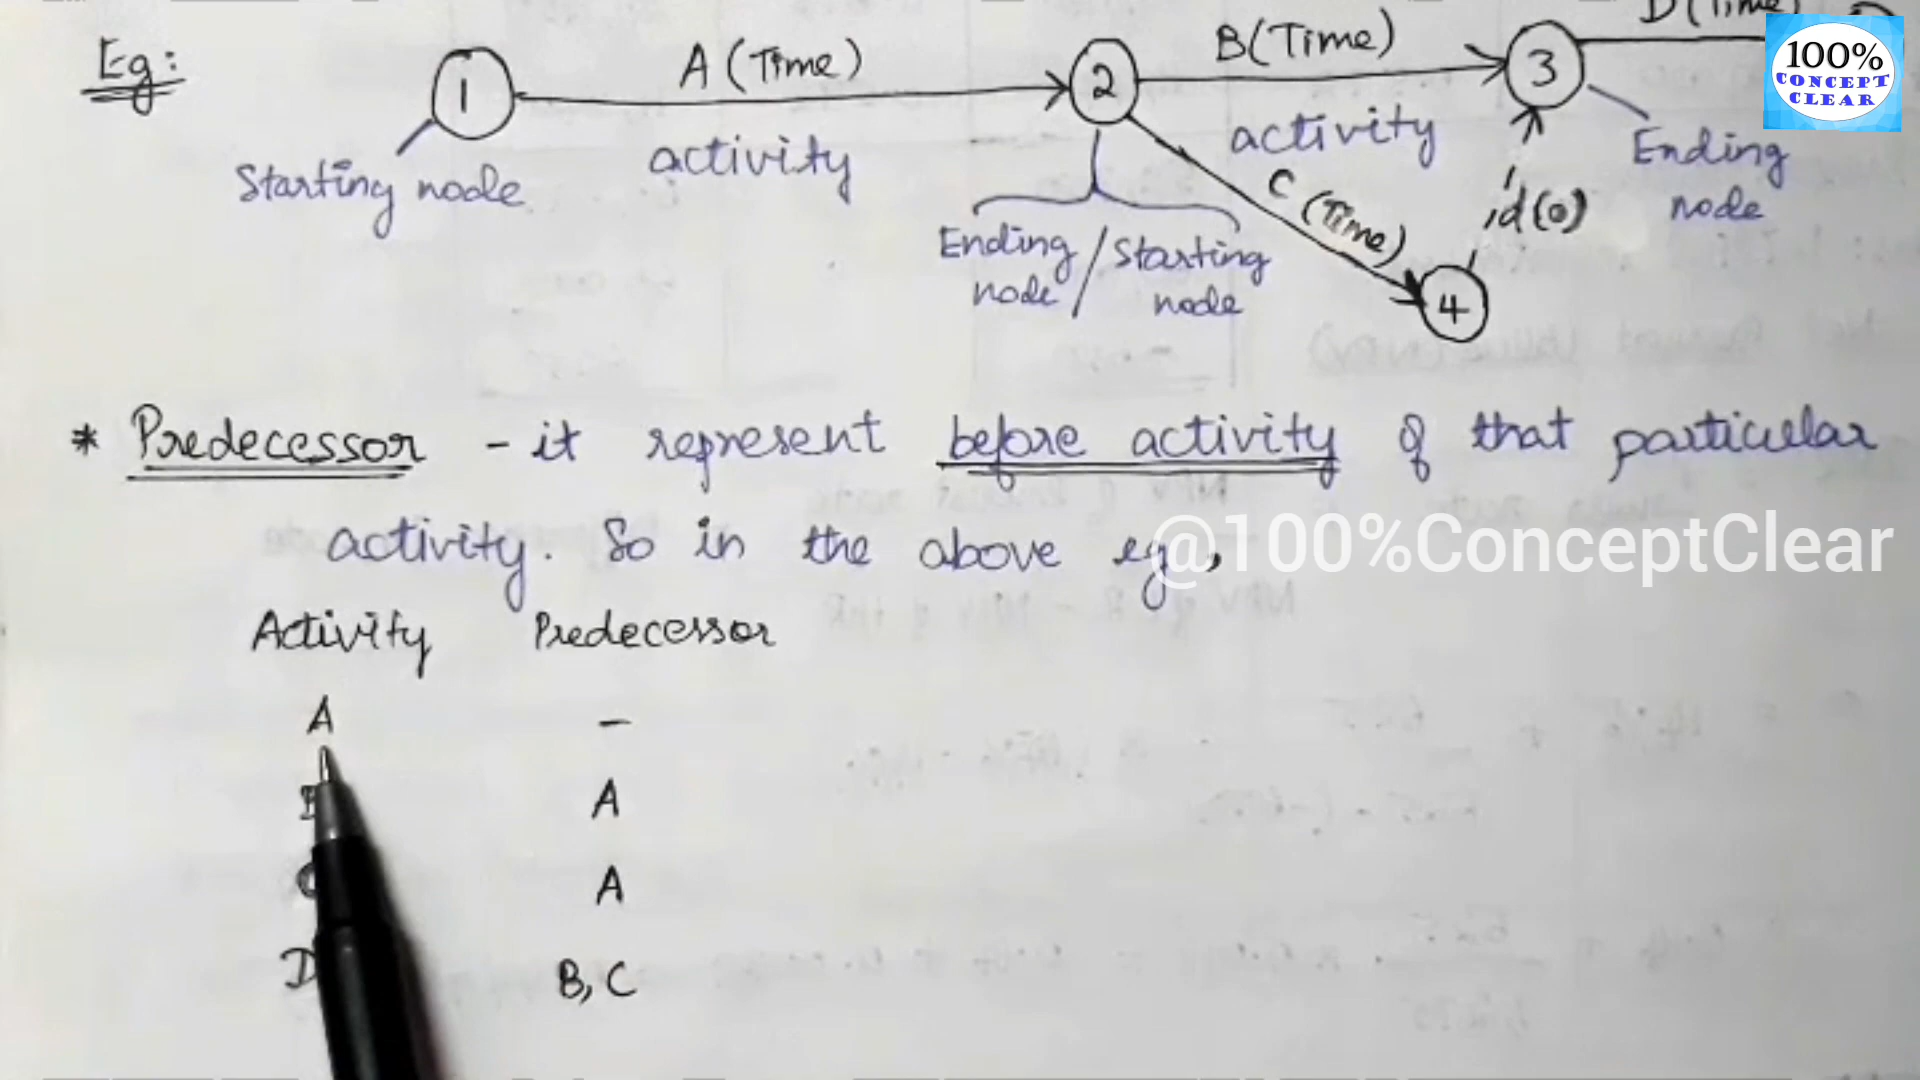 Eg:
1
A (Time)
2
B(Time)
3
D(Time)
100%
CONCEPT
CLEAR
activity
activity
Starting node
C (Time)
d(0)
Ending
node
Ending
node
/
Starting
node
4
* Predecessor - it represent before activity of that particular
activity. So in the above eg,
@100%ConceptClear
Activity Predecessor
A -
A
A
D B, C